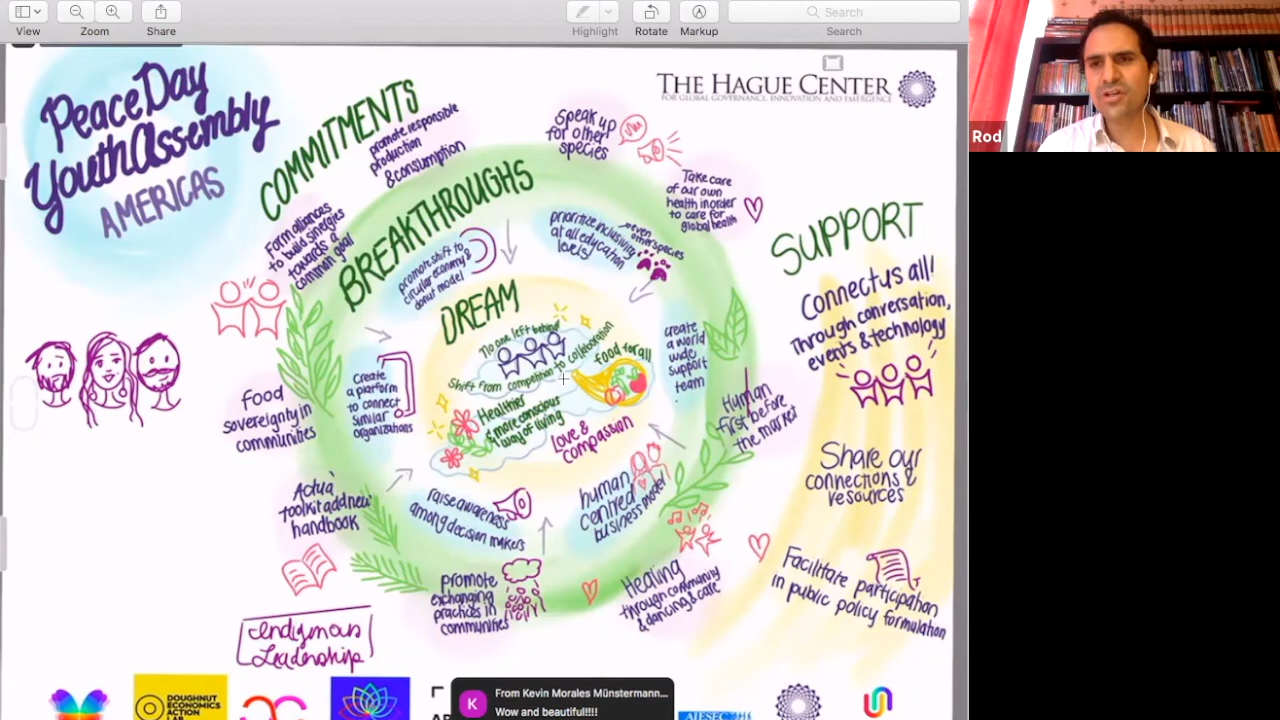 View
Zoom
Share
Highlight
Rotate
Markup
Search
Search
Rod
Peace Day
Youth Assembly
AMERICAS
THE HAGUE CENTER
FOR GLOBAL GOVERNANCE, INNOVATION AND EMERGENCE
COMMITMENTS
promote responsible
production
& consumption
Speak up
for other
species
Take care
of our own
health in order
to care for
global health
Form alliances
to build sinergies
towards a
common goal
BREAKTHROUGHS
promote shift to
circular economy &
donut model
prioritize inclusivity
at all education
levels!
even
other species
DREAM
No one left behind
Shift from competition to collaboration
food for all
Healthier
& more conscious
way of living
Love &
compassion
create
a world
wide
support
team
Create
a platform
to connect
similar
organizations
raise awareness
among decision makers
human
centred
business model
Food
sovereignty in
communities
toolkit add new
handbook
Human
first before
the market
promote
exchanging
practices in
communities
Healing
through community
& dancing & care
Endigenous
Leadership
SUPPORT
Connect us all!
Through conversation,
events & technology
Share our
connections &
resources
Facilitate participation
in public policy formulation
DOUGHNUT
ECONOMICS
ACTION
LAB
K
From Kevin Morales Münstermann...
Wow and beautiful!!!!
AIESEC